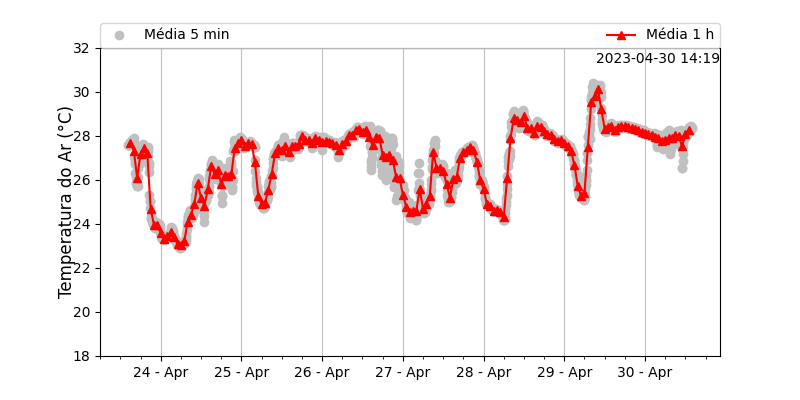 Média 5 min
Média 1 h
2023-04-30 14:19
Temperatura do Ar (°C)
32
30
28
26
24
22
20
18
24 - Apr
25 - Apr
26 - Apr
27 - Apr
28 - Apr
29 - Apr
30 - Apr